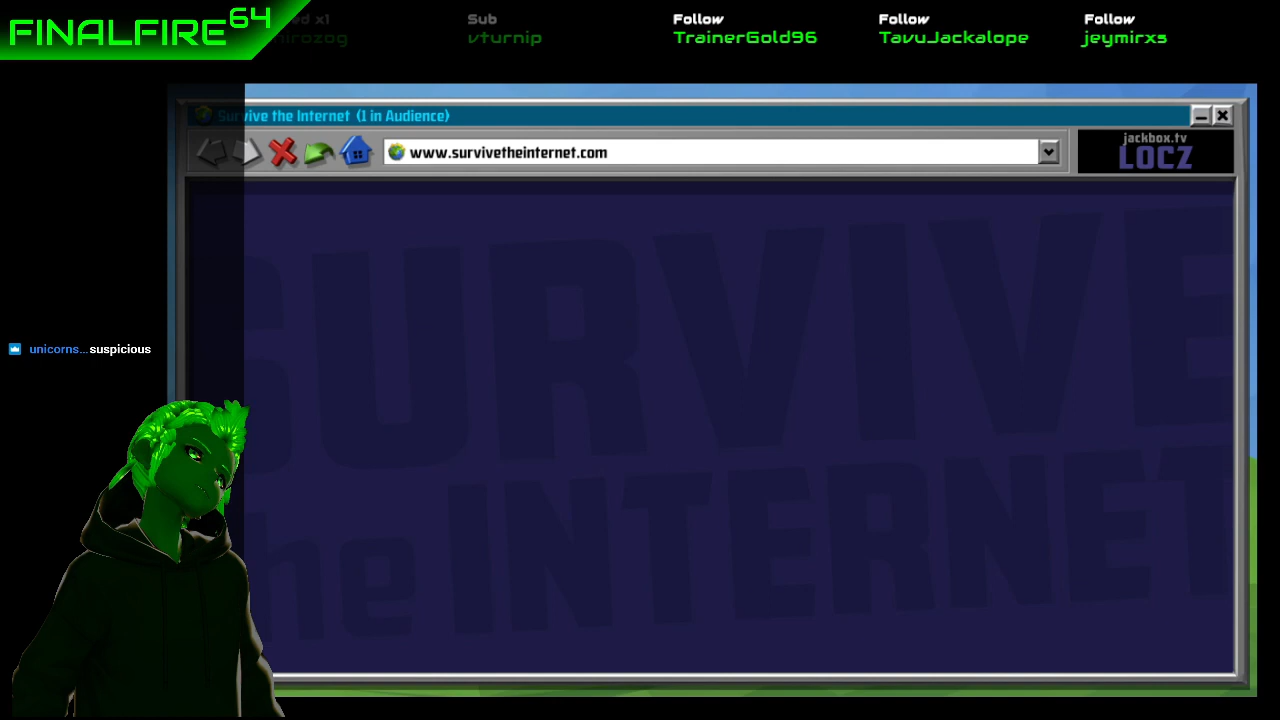 FINALFIRE64
Sub
vturnip
Follow
TrainerGold96
Follow
TavuJackalope
Follow
jeymirxs
Survive the Internet (1 in Audience)
www.survivetheinternet.com
jackbox.tv
LOCZ
SURVIVE
the INTERNET
unicorns... suspicious